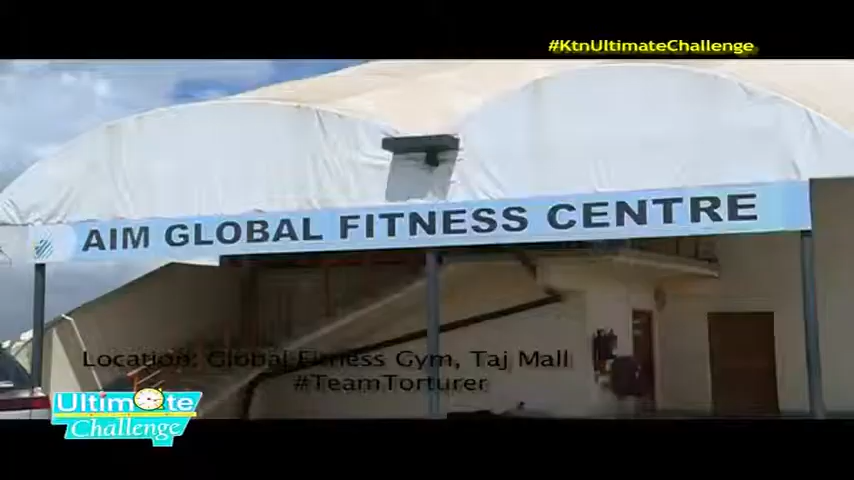 #KtnUltimateChallenge
AIM GLOBAL FITNESS CENTRE
Location: Global Fitness Gym, Taj Mall
#TeamTorturer
Ultimate
Challenge